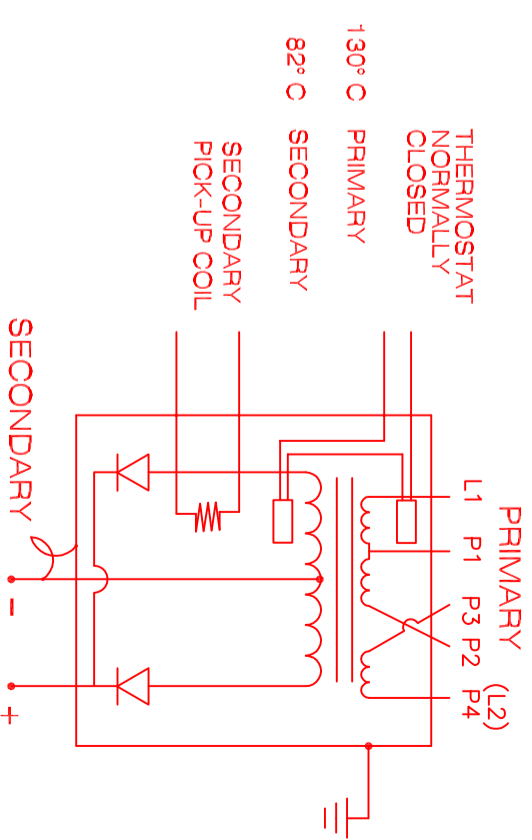 PRIMARY
L1 P1 P3 P2 P4
(L2)
THERMOSTAT
NORMALLY
CLOSED
130° C PRIMARY
82° C SECONDARY
SECONDARY
PICK-UP COIL
SECONDARY
- +